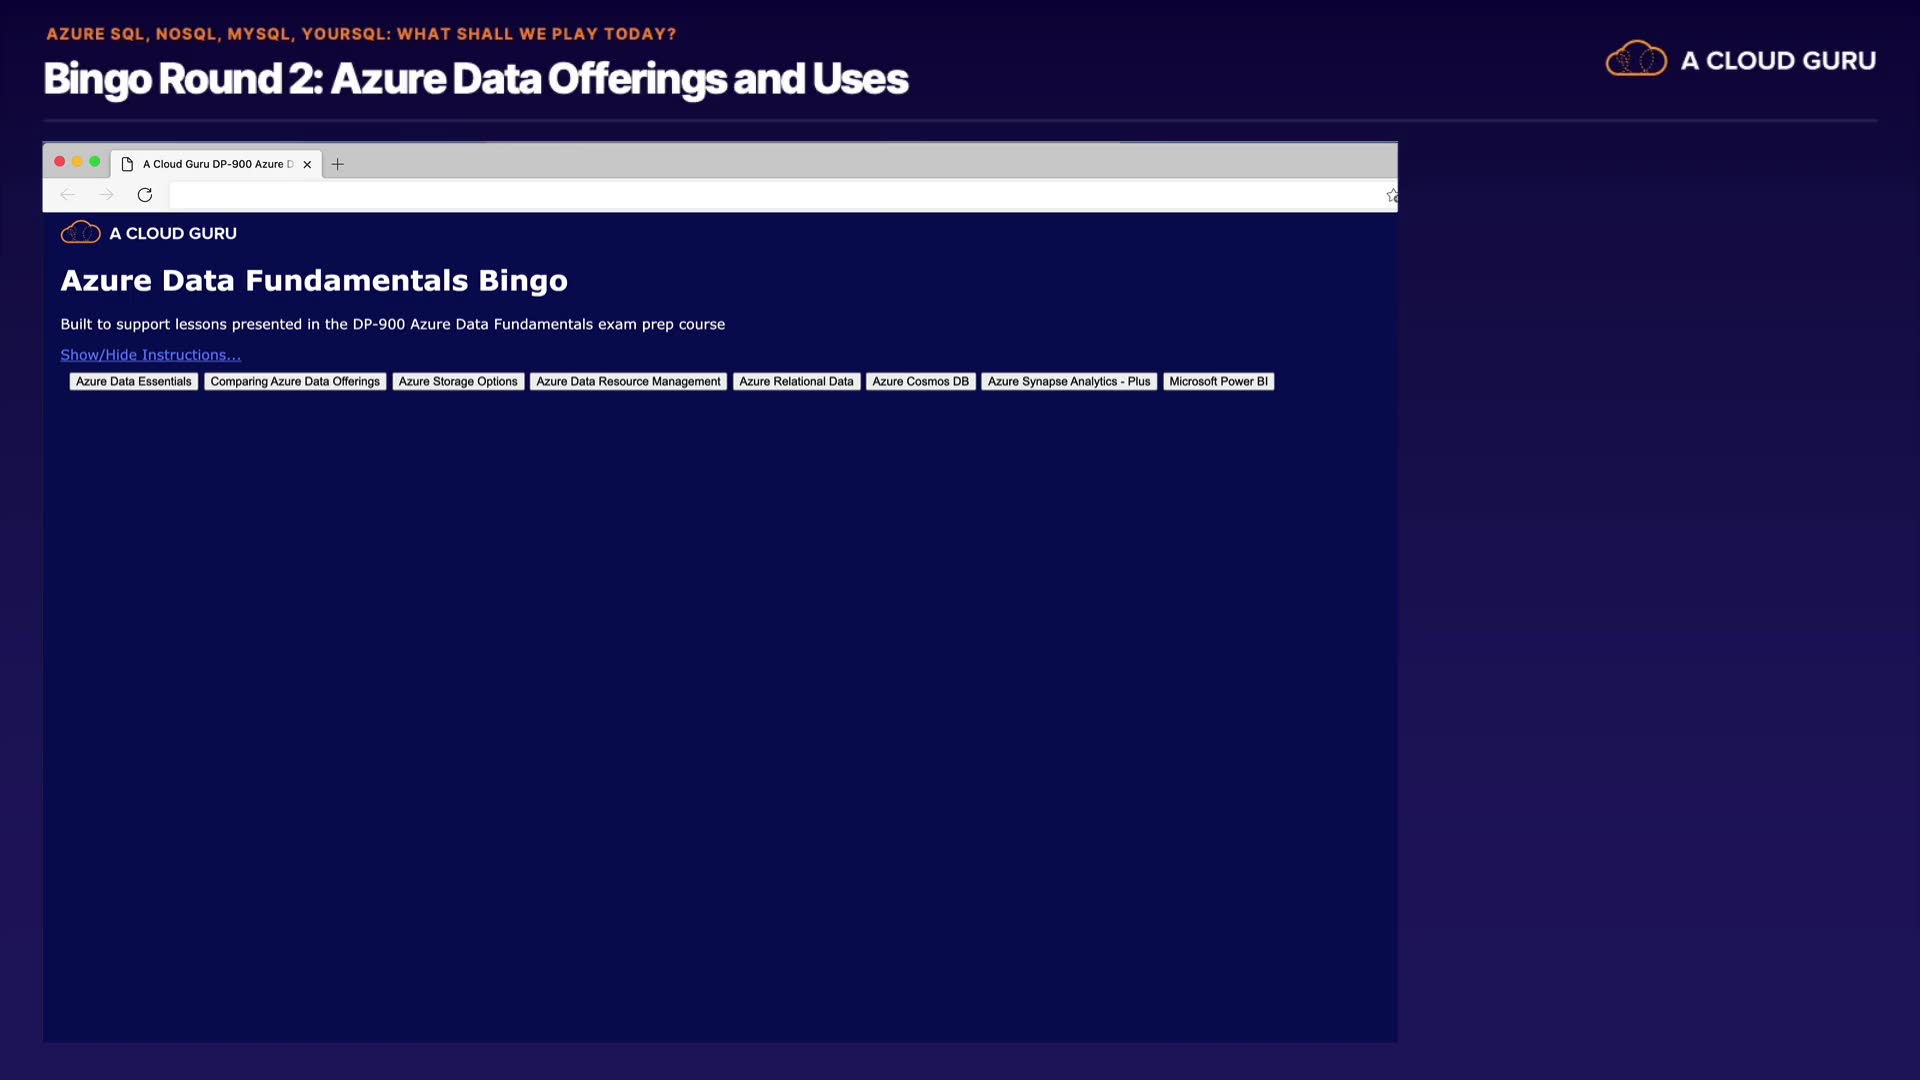 AZURE SQL, NOSQL, MYSQL, YOURSQL: WHAT SHALL WE PLAY TODAY?
Bingo Round 2: Azure Data Offerings and Uses
A CLOUD GURU
A Cloud Guru DP-900 Azure D
A CLOUD GURU
Azure Data Fundamentals Bingo
Built to support lessons presented in the DP-900 Azure Data Fundamentals exam prep course
Show/Hide Instructions...
Azure Data Essentials Comparing Azure Data Offerings Azure Storage Options Azure Data Resource Management Azure Relational Data Azure Cosmos DB Azure Synapse Analytics - Plus Microsoft Power BI